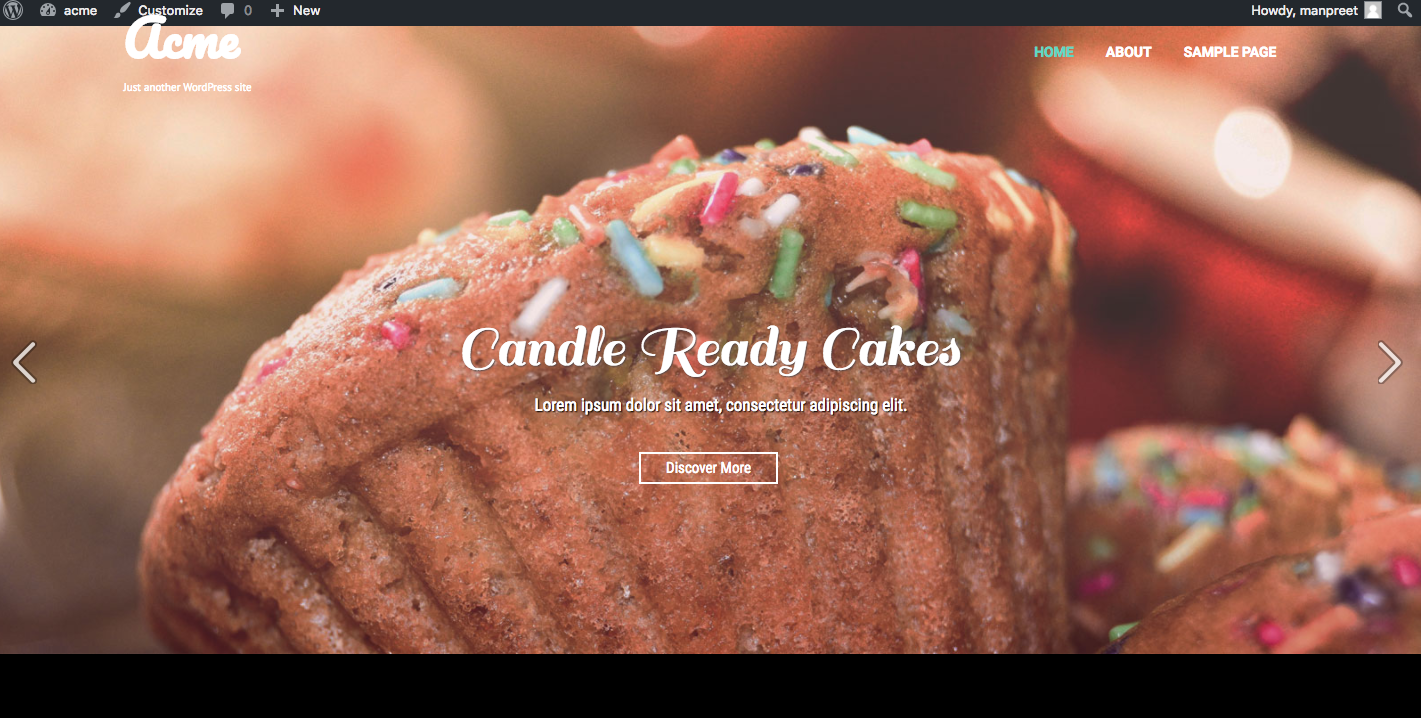 acme Customize 0 New Howdy, manpreet
Acme
HOME ABOUT SAMPLE PAGE
Just another WordPress site
Candle Ready Cakes
Lorem ipsum dolor sit amet, consectetur adipiscing elit.
Discover More